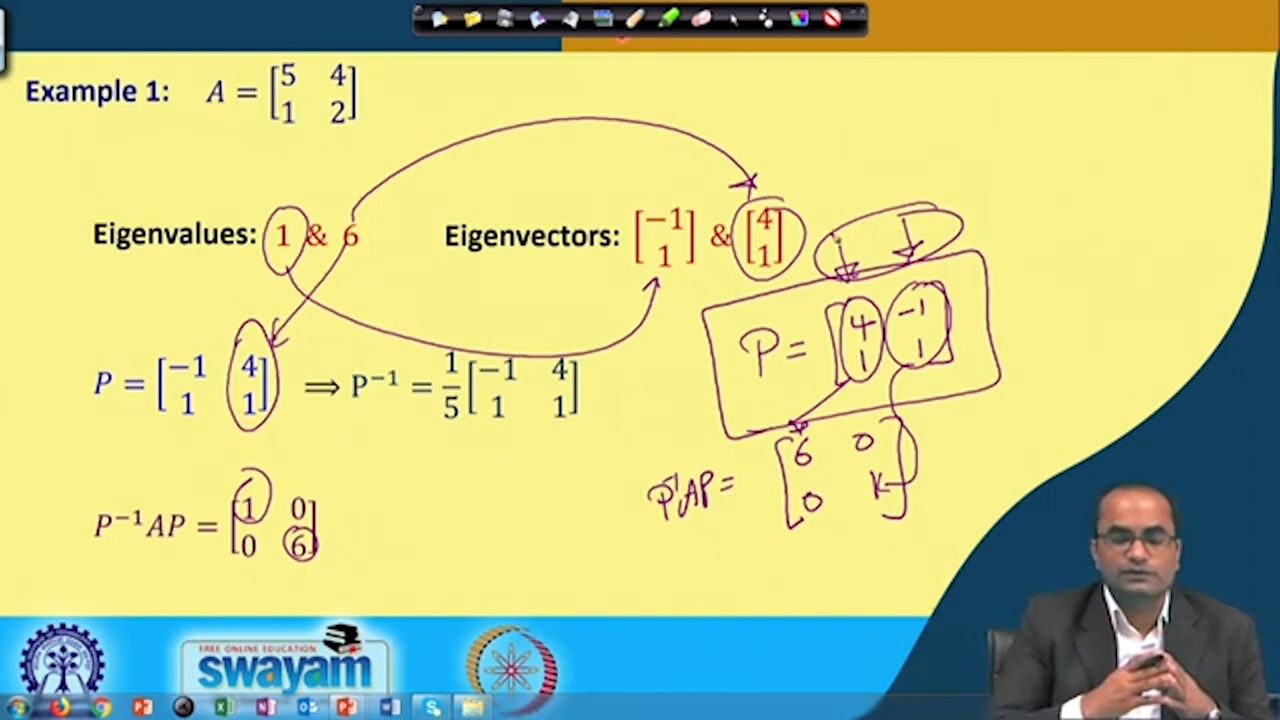 Example 1: A = [5 4; 1 2]
Eigenvalues: 1 & 6 Eigenvectors: [-1; 1] & [4; 1]
P = [4 -1; 1 1]
P = [-1 4; 1 1] ⟹ P⁻¹ = 1/5 [-1 4; 1 1]
P⁻¹AP = [6 0; 0 1]
P⁻¹AP = [1 0; 0 6]
FREE ONLINE EDUCATION
swayam